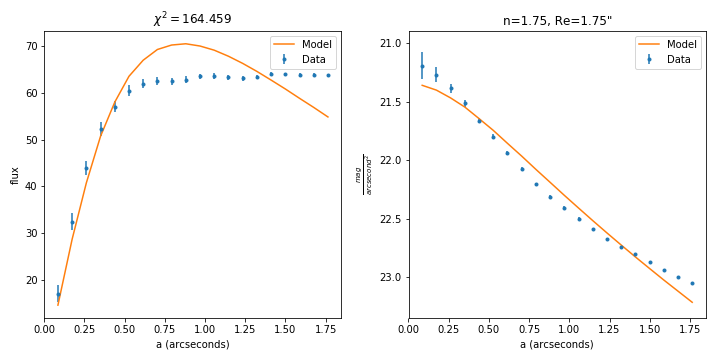 χ² = 164.459
Model
Data
flux
70
60
50
40
30
20
0.00 0.25 0.50 0.75 1.00 1.25 1.50 1.75
a (arcseconds)
n=1.75, Re=1.75"
Model
Data
mag
arcsecond²
21.0
21.5
22.0
22.5
23.0
0.00 0.25 0.50 0.75 1.00 1.25 1.50 1.75
a (arcseconds)